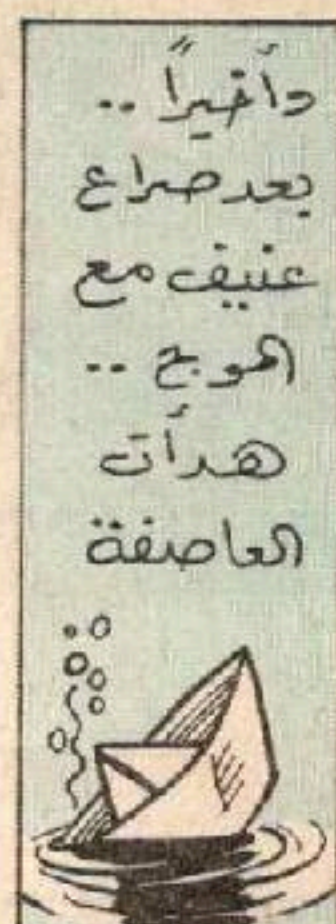 وأخيراً ..
بعد صراع
عنيف مع
الموج ..
هدأت
العاصفة